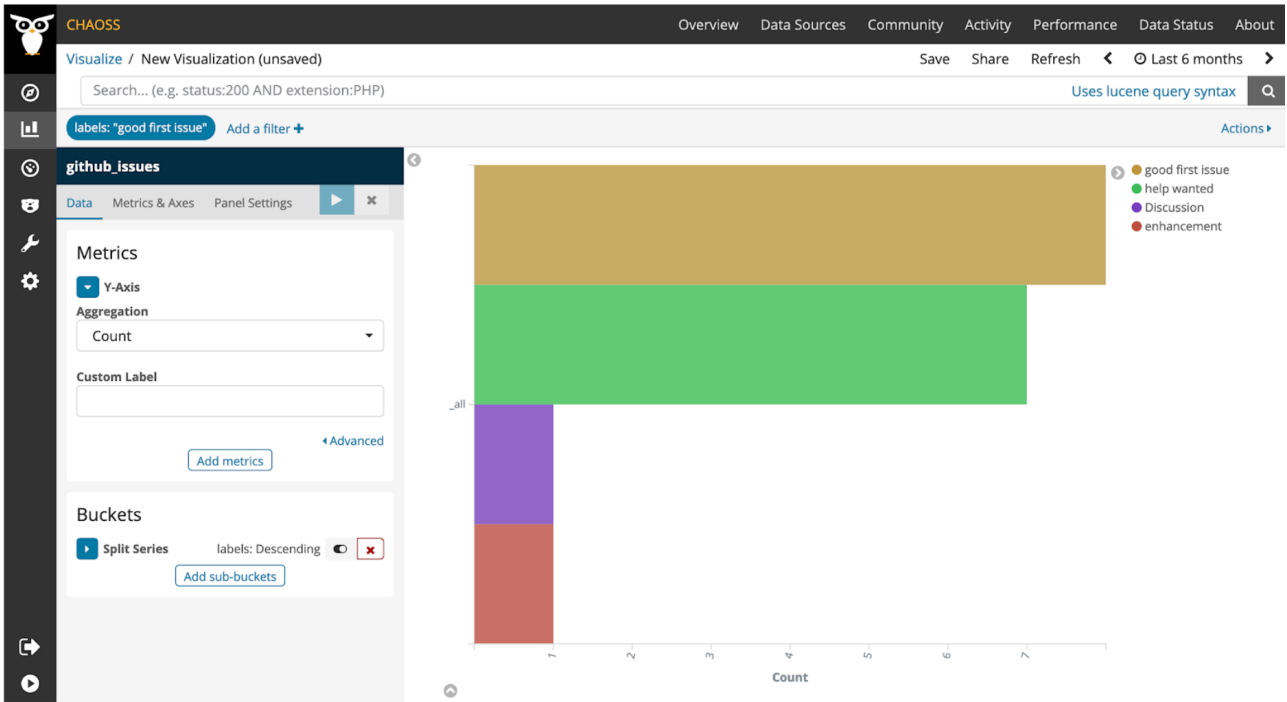 CHAOSS Overview Data Sources Community Activity Performance Data Status About
Visualize / New Visualization (unsaved) Save Share Refresh Last 6 months
Search... (e.g. status:200 AND extension:PHP) Uses lucene query syntax
labels: "good first issue" Add a filter + Actions
github_issues
Data Metrics & Axes Panel Settings
Metrics
Y-Axis
Aggregation
Count
Custom Label
Advanced
Add metrics
Buckets
Split Series labels: Descending
Add sub-buckets
good first issue
help wanted
Discussion
enhancement
_all
1 2 3 4 5 6 7
Count